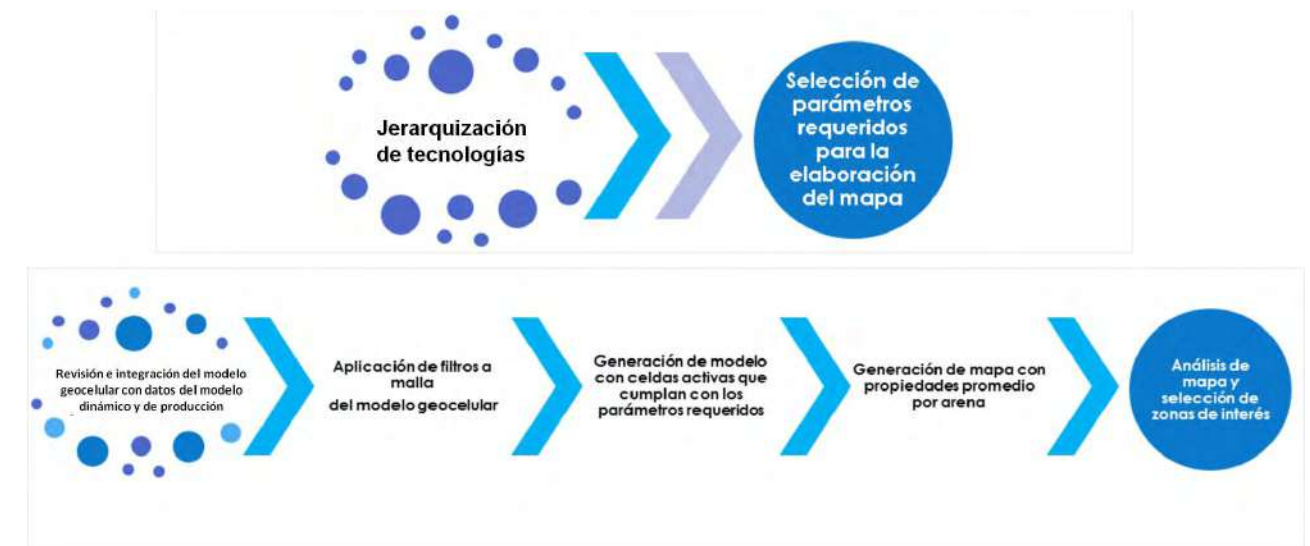 Jerarquización
de tecnologías
Selección de
parámetros
requeridos
para la
elaboración
del mapa
Revisión e integración del modelo
geocelular con datos del modelo
dinámico y de producción
Aplicación de filtros a
malla
del modelo geocelular
Generación de modelo
con celdas activas que
cumplan con los
parámetros requeridos
Generación de mapa con
propiedades promedio
por arena
Análisis de
mapa y
selección de
zonas de interés